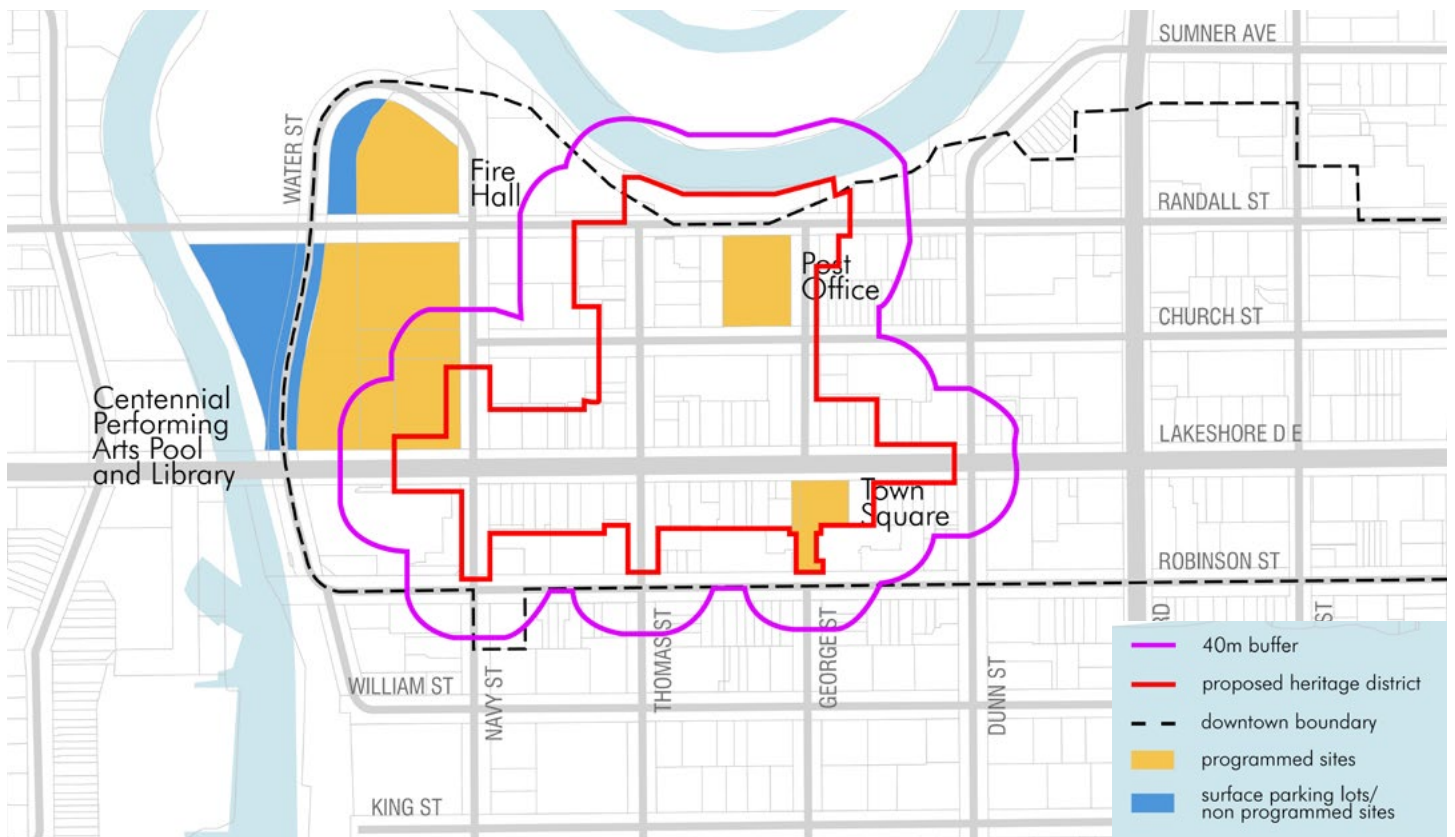 SUMNER AVE
WATER ST
Fire
Hall
RANDALL ST
Post
Office
CHURCH ST
Centennial
Performing
Arts Pool
and Library
LAKESHORE D E
Town
Square
ROBINSON ST
THOMAS ST
GEORGE ST
RD
ST
WILLIAM ST
NAVY ST
DUNN ST
KING ST
40m buffer
proposed heritage district
downtown boundary
programmed sites
surface parking lots/
non programmed sites